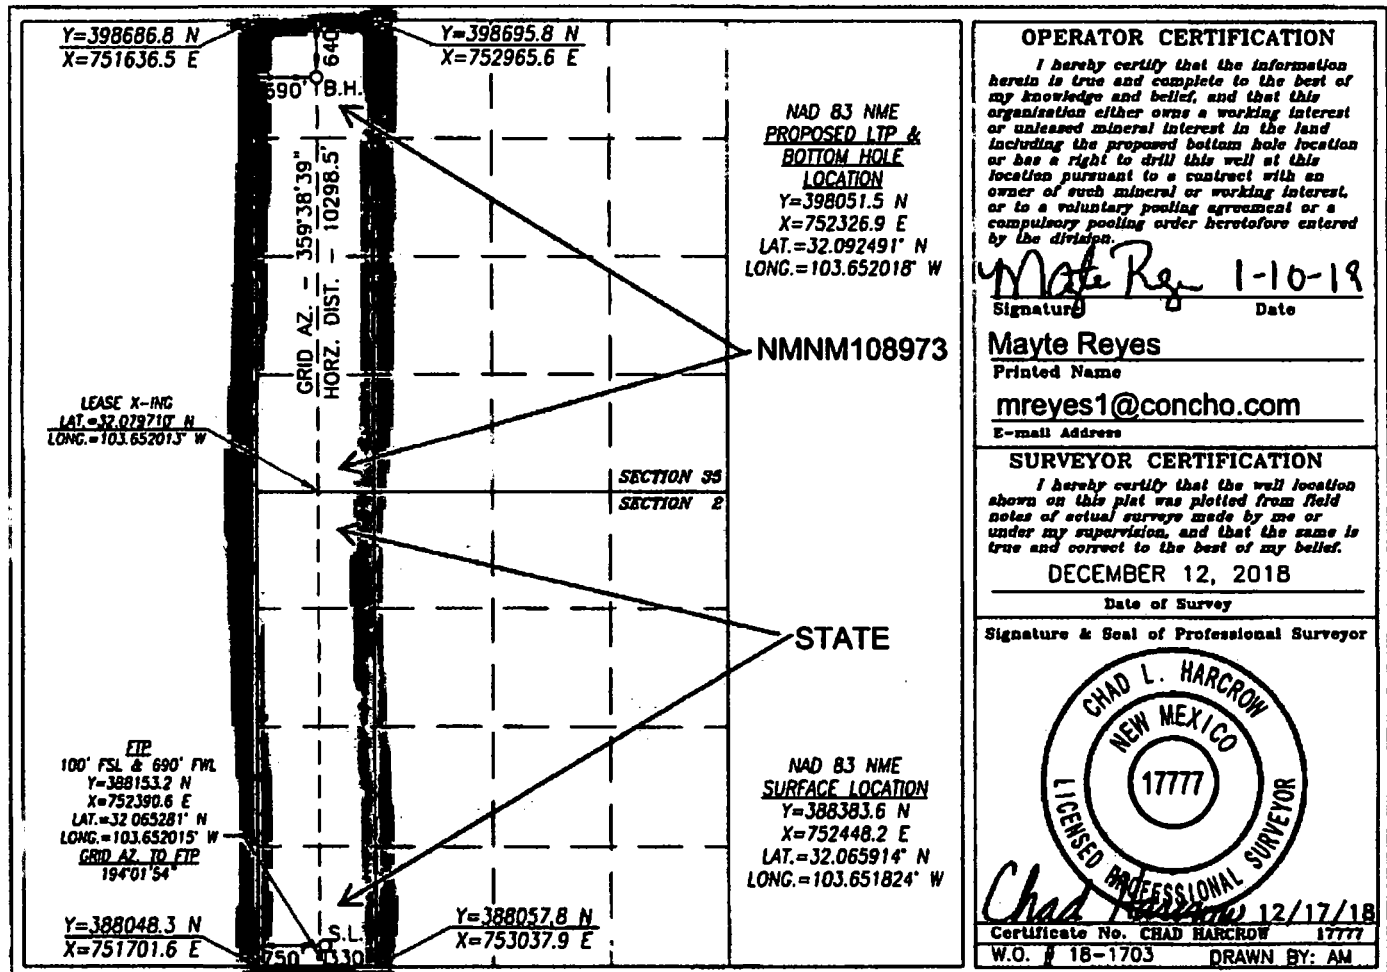 Y=398686.8 N
X=751636.5 E
Y=398695.8 N
X=752965.6 E
640'
690'
B.H.
GRID AZ. - 359°38'39"
HORZ. DIST. - 10298.5'
NAD 83 NME
PROPOSED LTP &
BOTTOM HOLE
LOCATION
Y=398051.5 N
X=752326.9 E
LAT.=32.092491° N
LONG.=103.652018° W
NMNM108973
LEASE X-ING
LAT.=32.079710° N
LONG.=103.652013° W
SECTION 35
SECTION 2
STATE
FTP
100' FSL & 690' FWL
Y=388153.2 N
X=752390.6 E
LAT.=32.065281° N
LONG.=103.652015° W
GRID AZ. TO FTP
194°01'54"
NAD 83 NME
SURFACE LOCATION
Y=388383.6 N
X=752448.2 E
LAT.=32.065914° N
LONG.=103.651824° W
Y=388048.3 N
X=751701.6 E
S.L.
750'
330'
Y=388057.8 N
X=753037.9 E
OPERATOR CERTIFICATION
I hereby certify that the information
herein is true and complete to the best of
my knowledge and belief, and that this
organisation either owns a working interest
or unleased mineral interest in the land
including the proposed bottom hole location
or has a right to drill this well at this
location pursuant to a contract with an
owner of such mineral or working interest,
or to a voluntary pooling agreement or a
compulsory pooling order heretofore entered
by the division.
Mayte Reyes 1-10-19
Signature Date
Mayte Reyes
Printed Name
mreyes1@concho.com
E-mail Address
SURVEYOR CERTIFICATION
I hereby certify that the well location
shown on this plat was plotted from field
notes of actual surveys made by me or
under my supervision, and that the same is
true and correct to the best of my belief.
DECEMBER 12, 2018
Date of Survey
Signature & Seal of Professional Surveyor
CHAD L. HARCROW
NEW MEXICO
17777
LICENSED PROFESSIONAL SURVEYOR
Chad Harcrow 12/17/18
Certificate No. CHAD HARCROW 17777
W.O. # 18-1703 DRAWN BY: AM